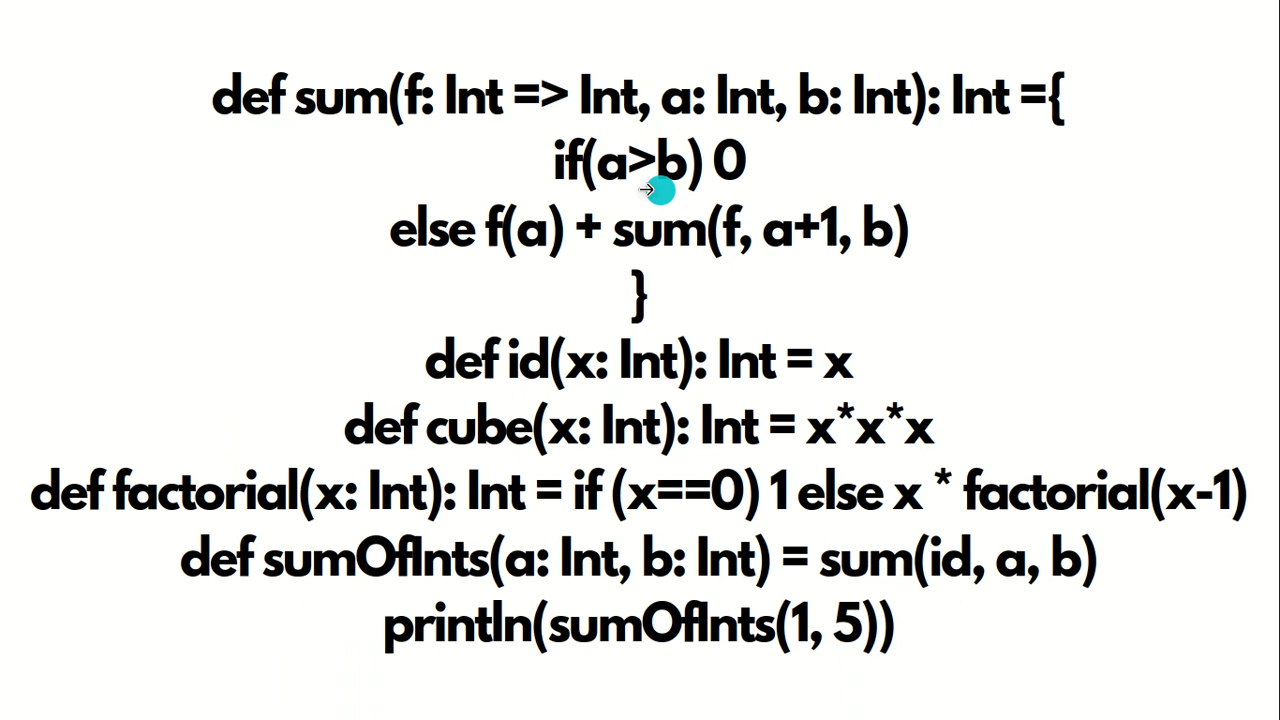 def sum(f: Int => Int, a: Int, b: Int): Int ={
if(a>b) 0
else f(a) + sum(f, a+1, b)
}
def id(x: Int): Int = x
def cube(x: Int): Int = x*x*x
def factorial(x: Int): Int = if (x==0) 1 else x * factorial(x-1)
def sumOfInts(a: Int, b: Int) = sum(id, a, b)
println(sumOfInts(1, 5))